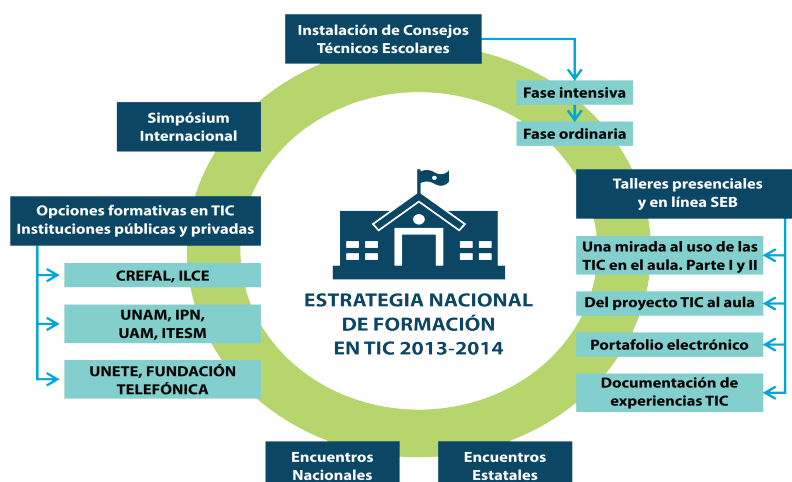 Instalación de Consejos
Técnicos Escolares
Fase intensiva
Fase ordinaria
Talleres presenciales
y en línea SEB
Una mirada al uso de las
TIC en el aula. Parte I y II
Del proyecto TIC al aula
Portafolio electrónico
Documentación de
experiencias TIC
Encuentros
Estatales
Encuentros
Nacionales
Opciones formativas en TIC
Instituciones públicas y privadas
CREFAL, ILCE
UNAM, IPN,
UAM, ITESM
UNETE, FUNDACIÓN
TELEFÓNICA
Simpósium
Internacional
ESTRATEGIA NACIONAL
DE FORMACIÓN
EN TIC 2013-2014